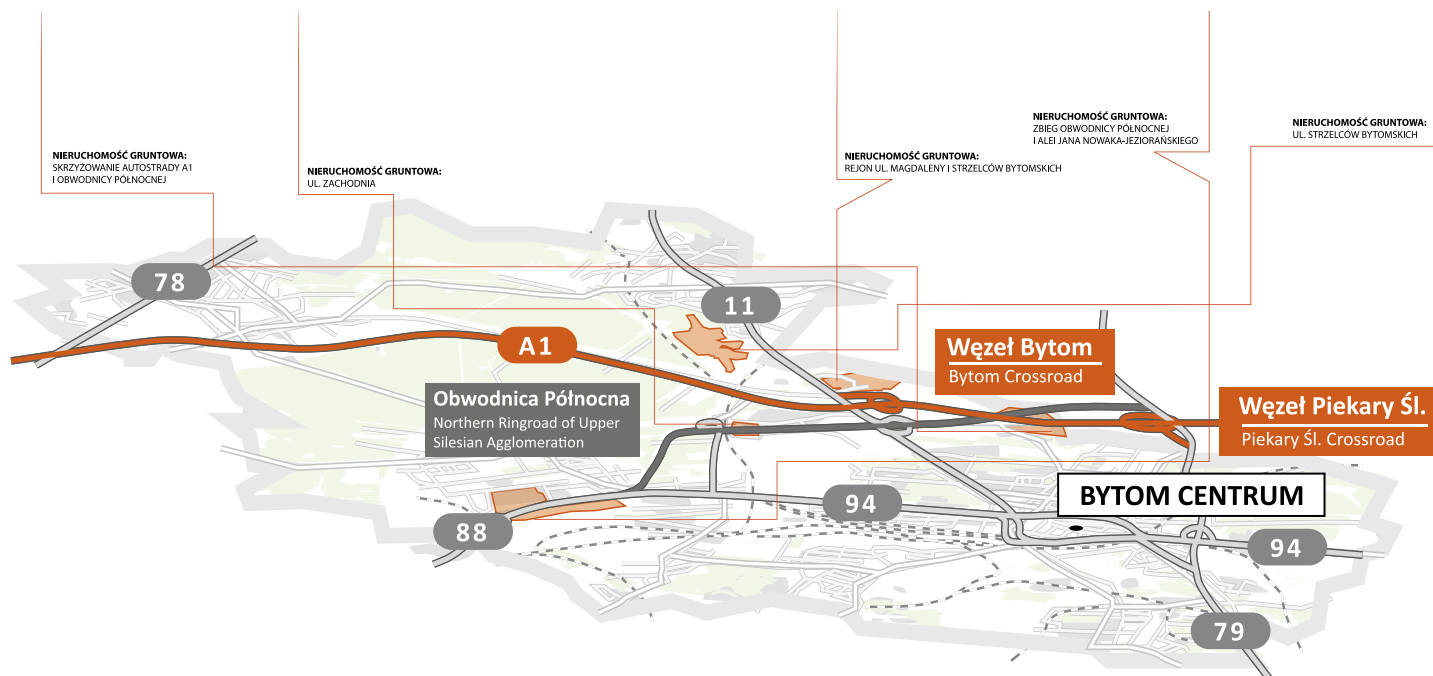 NIERUCHOMOŚĆ GRUNTOWA:
SKRZYŻOWANIE AUTOSTRADY A1
I OBWODNICY PÓŁNOCNEJ
NIERUCHOMOŚĆ GRUNTOWA:
UL. ZACHODNIA
NIERUCHOMOŚĆ GRUNTOWA:
REJON UL. MAGDALENY I STRZELCÓW BYTOMSKICH
NIERUCHOMOŚĆ GRUNTOWA:
ZBIEG OBWODNICY PÓŁNOCNEJ
I ALEI JANA NOWAKA-JEZIORAŃSKIEGO
NIERUCHOMOŚĆ GRUNTOWA:
UL. STRZELCÓW BYTOMSKICH
78
11
A1
Węzeł Bytom
Bytom Crossroad
Obwodnica Północna
Northern Ringroad of Upper
Silesian Agglomeration
Węzeł Piekary Śl.
Piekary Śl. Crossroad
BYTOM CENTRUM
94
88
94
79